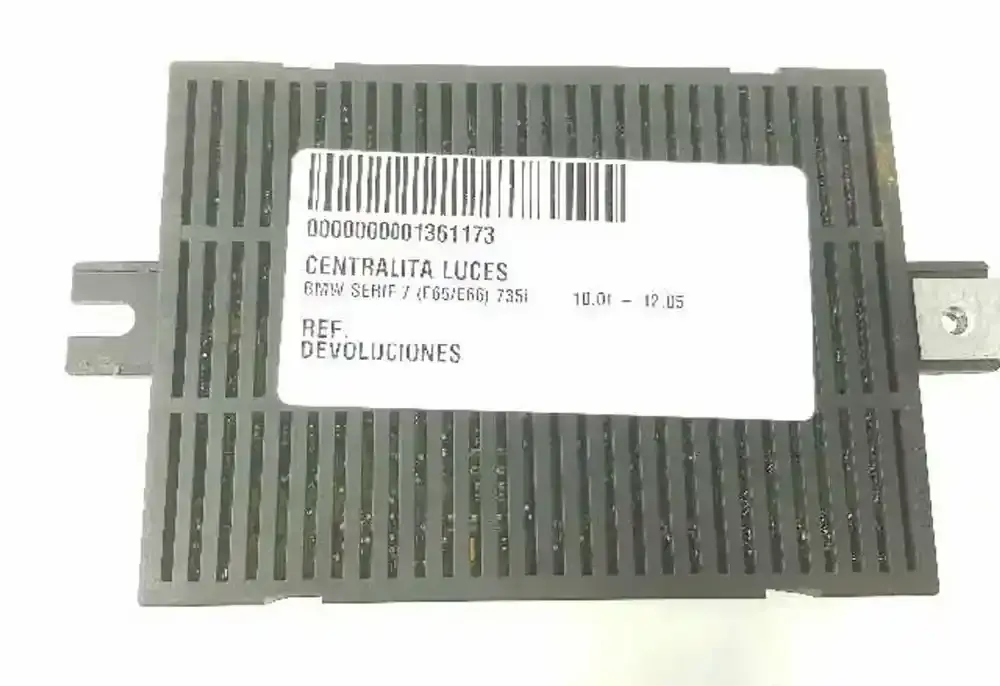 0000000001361173
CENTRALITA LUCES
BMW SERIE 7 (E65/E66) 735i 10.01 - 12.05
REF.
DEVOLUCIONES